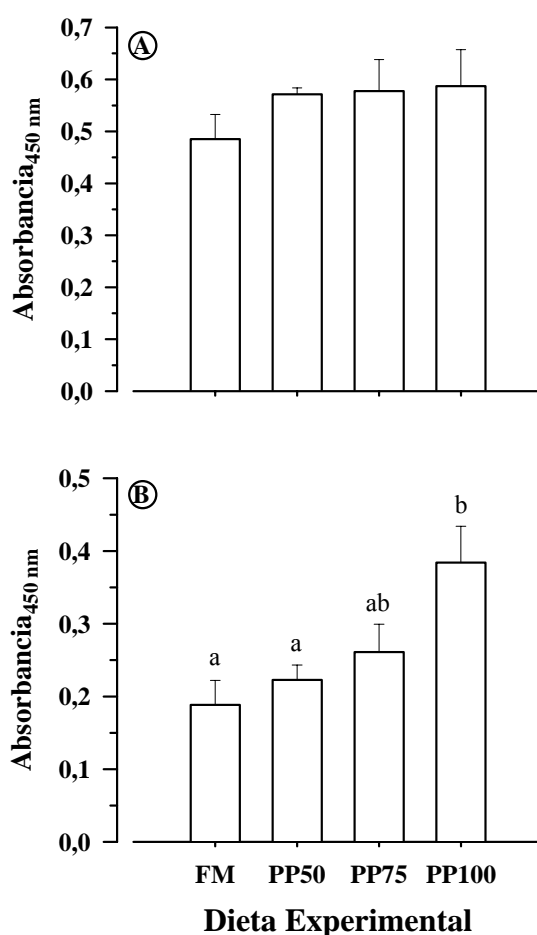 A
0,7
0,6
0,5
0,4
0,3
0,2
0,1
0,0
Absorbancia450 nm
B
0,5
0,4
0,3
0,2
0,1
0,0
Absorbancia450 nm
a a ab b
FM PP50 PP75 PP100
Dieta Experimental